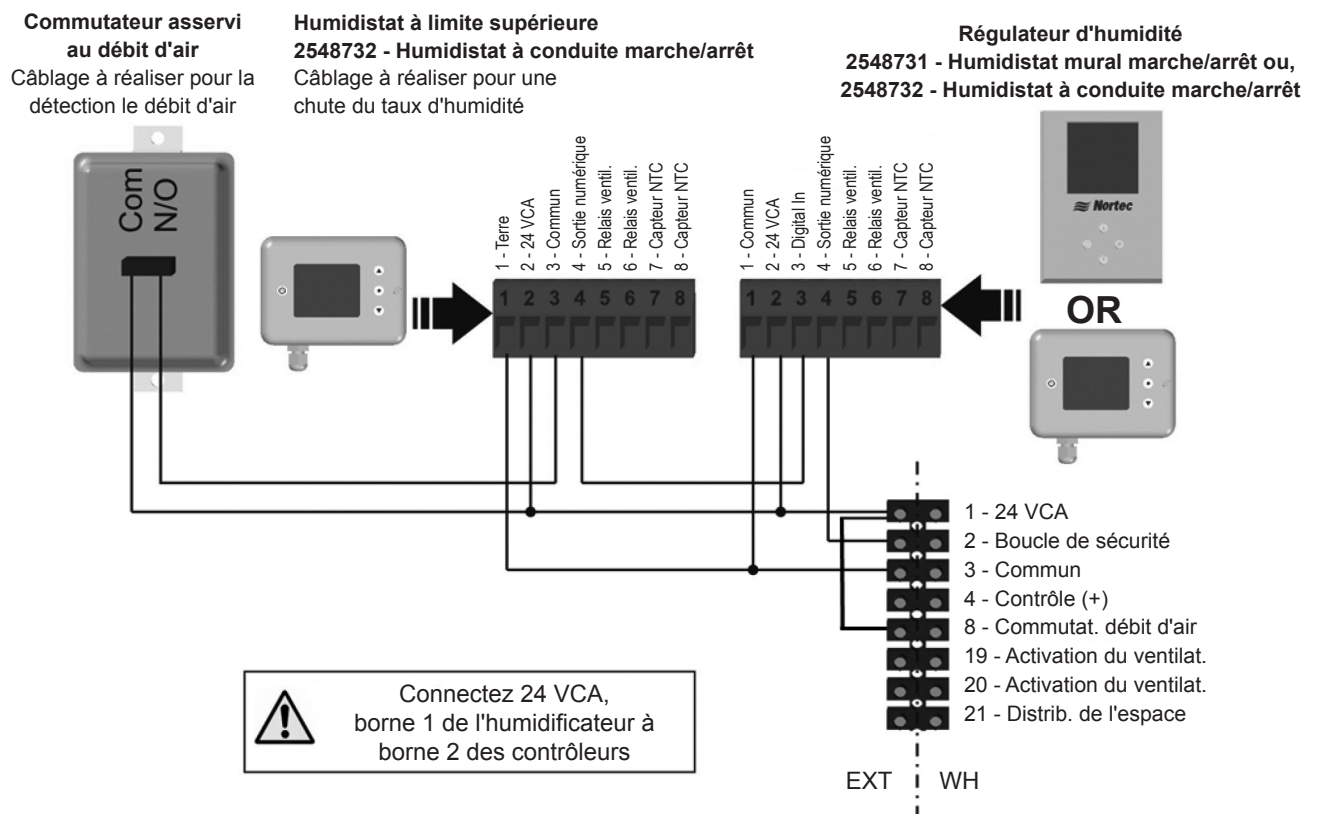 Commutateur asservi
au débit d'air
Câblage à réaliser pour la
détection le débit d'air
Humidistat à limite supérieure
2548732 - Humidistat à conduite marche/arrêt
Câblage à réaliser pour une
chute du taux d'humidité
Régulateur d'humidité
2548731 - Humidistat mural marche/arrêt ou,
2548732 - Humidistat à conduite marche/arrêt
Com
N/O
1 - Terre
2 - 24 VCA
3 - Commun
4 - Sortie numérique
5 - Relais ventil.
6 - Relais ventil.
7 - Capteur NTC
8 - Capteur NTC
1 2 3 4 5 6 7 8
1 - Commun
2 - 24 VCA
3 - Digital In
4 - Sortie numérique
5 - Relais ventil.
6 - Relais ventil.
7 - Capteur NTC
8 - Capteur NTC
1 2 3 4 5 6 7 8
Nortec
OR
1 - 24 VCA
2 - Boucle de sécurité
3 - Commun
4 - Contrôle (+)
8 - Commutat. débit d'air
19 - Activation du ventilat.
20 - Activation du ventilat.
21 - Distrib. de l'espace
Connectez 24 VCA,
borne 1 de l'humidificateur à
borne 2 des contrôleurs
EXT WH